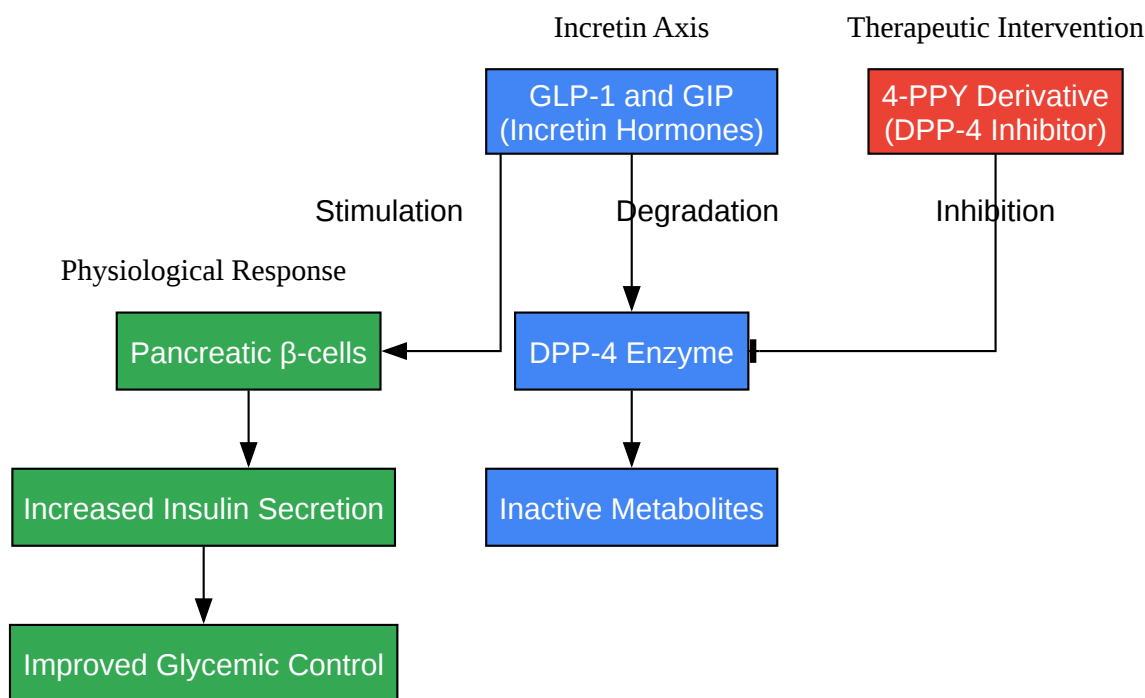 Incretin Axis
Therapeutic Intervention
GLP-1 and GIP
(Incretin Hormones)
4-PPY Derivative
(DPP-4 Inhibitor)
Stimulation
Degradation
Inhibition
Physiological Response
Pancreatic β-cells
DPP-4 Enzyme
Increased Insulin Secretion
Inactive Metabolites
Improved Glycemic Control